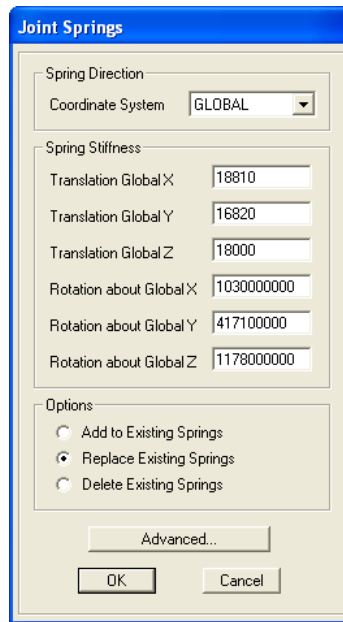 Joint Springs
Spring Direction
Coordinate System GLOBAL
Spring Stiffness
Translation Global X 18810
Translation Global Y 16820
Translation Global Z 18000
Rotation about Global X 1030000000
Rotation about Global Y 417100000
Rotation about Global Z 1178000000
Options
Add to Existing Springs
Replace Existing Springs
Delete Existing Springs
Advanced...
OK Cancel